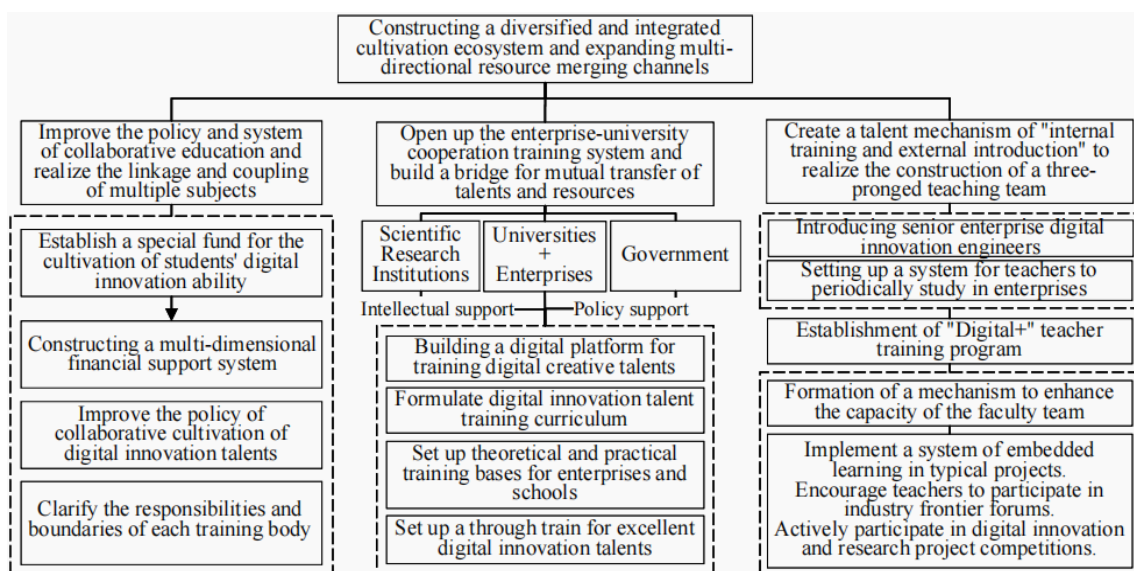 Constructing a diversified and integrated
cultivation ecosystem and expanding multi-
directional resource merging channels
Improve the policy and system
of collaborative education and
realize the linkage and coupling
of multiple subjects
Establish a special fund for the
cultivation of students' digital
innovation ability
Constructing a multi-dimensional
financial support system
Improve the policy of
collaborative cultivation of
digital innovation talents
Clarify the responsibilities and
boundaries of each training body
Open up the enterprise-university
cooperation training system and
build a bridge for mutual transfer of
talents and resources
Scientific
Research
Institutions
Universities
+
Enterprises
Government
Intellectual support
Policy support
Building a digital platform for
training digital creative talents
Formulate digital innovation talent
training curriculum
Set up theoretical and practical
training bases for enterprises and
schools
Set up a through train for excellent
digital innovation talents
Create a talent mechanism of "internal
training and external introduction" to
realize the construction of a three-
pronged teaching team
Introducing senior enterprise digital
innovation engineers
Setting up a system for teachers to
periodically study in enterprises
Establishment of "Digital+" teacher
training program
Formation of a mechanism to enhance
the capacity of the faculty team
Implement a system of embedded
learning in typical projects.
Encourage teachers to participate in
industry frontier forums.
Actively participate in digital innovation
and research project competitions.